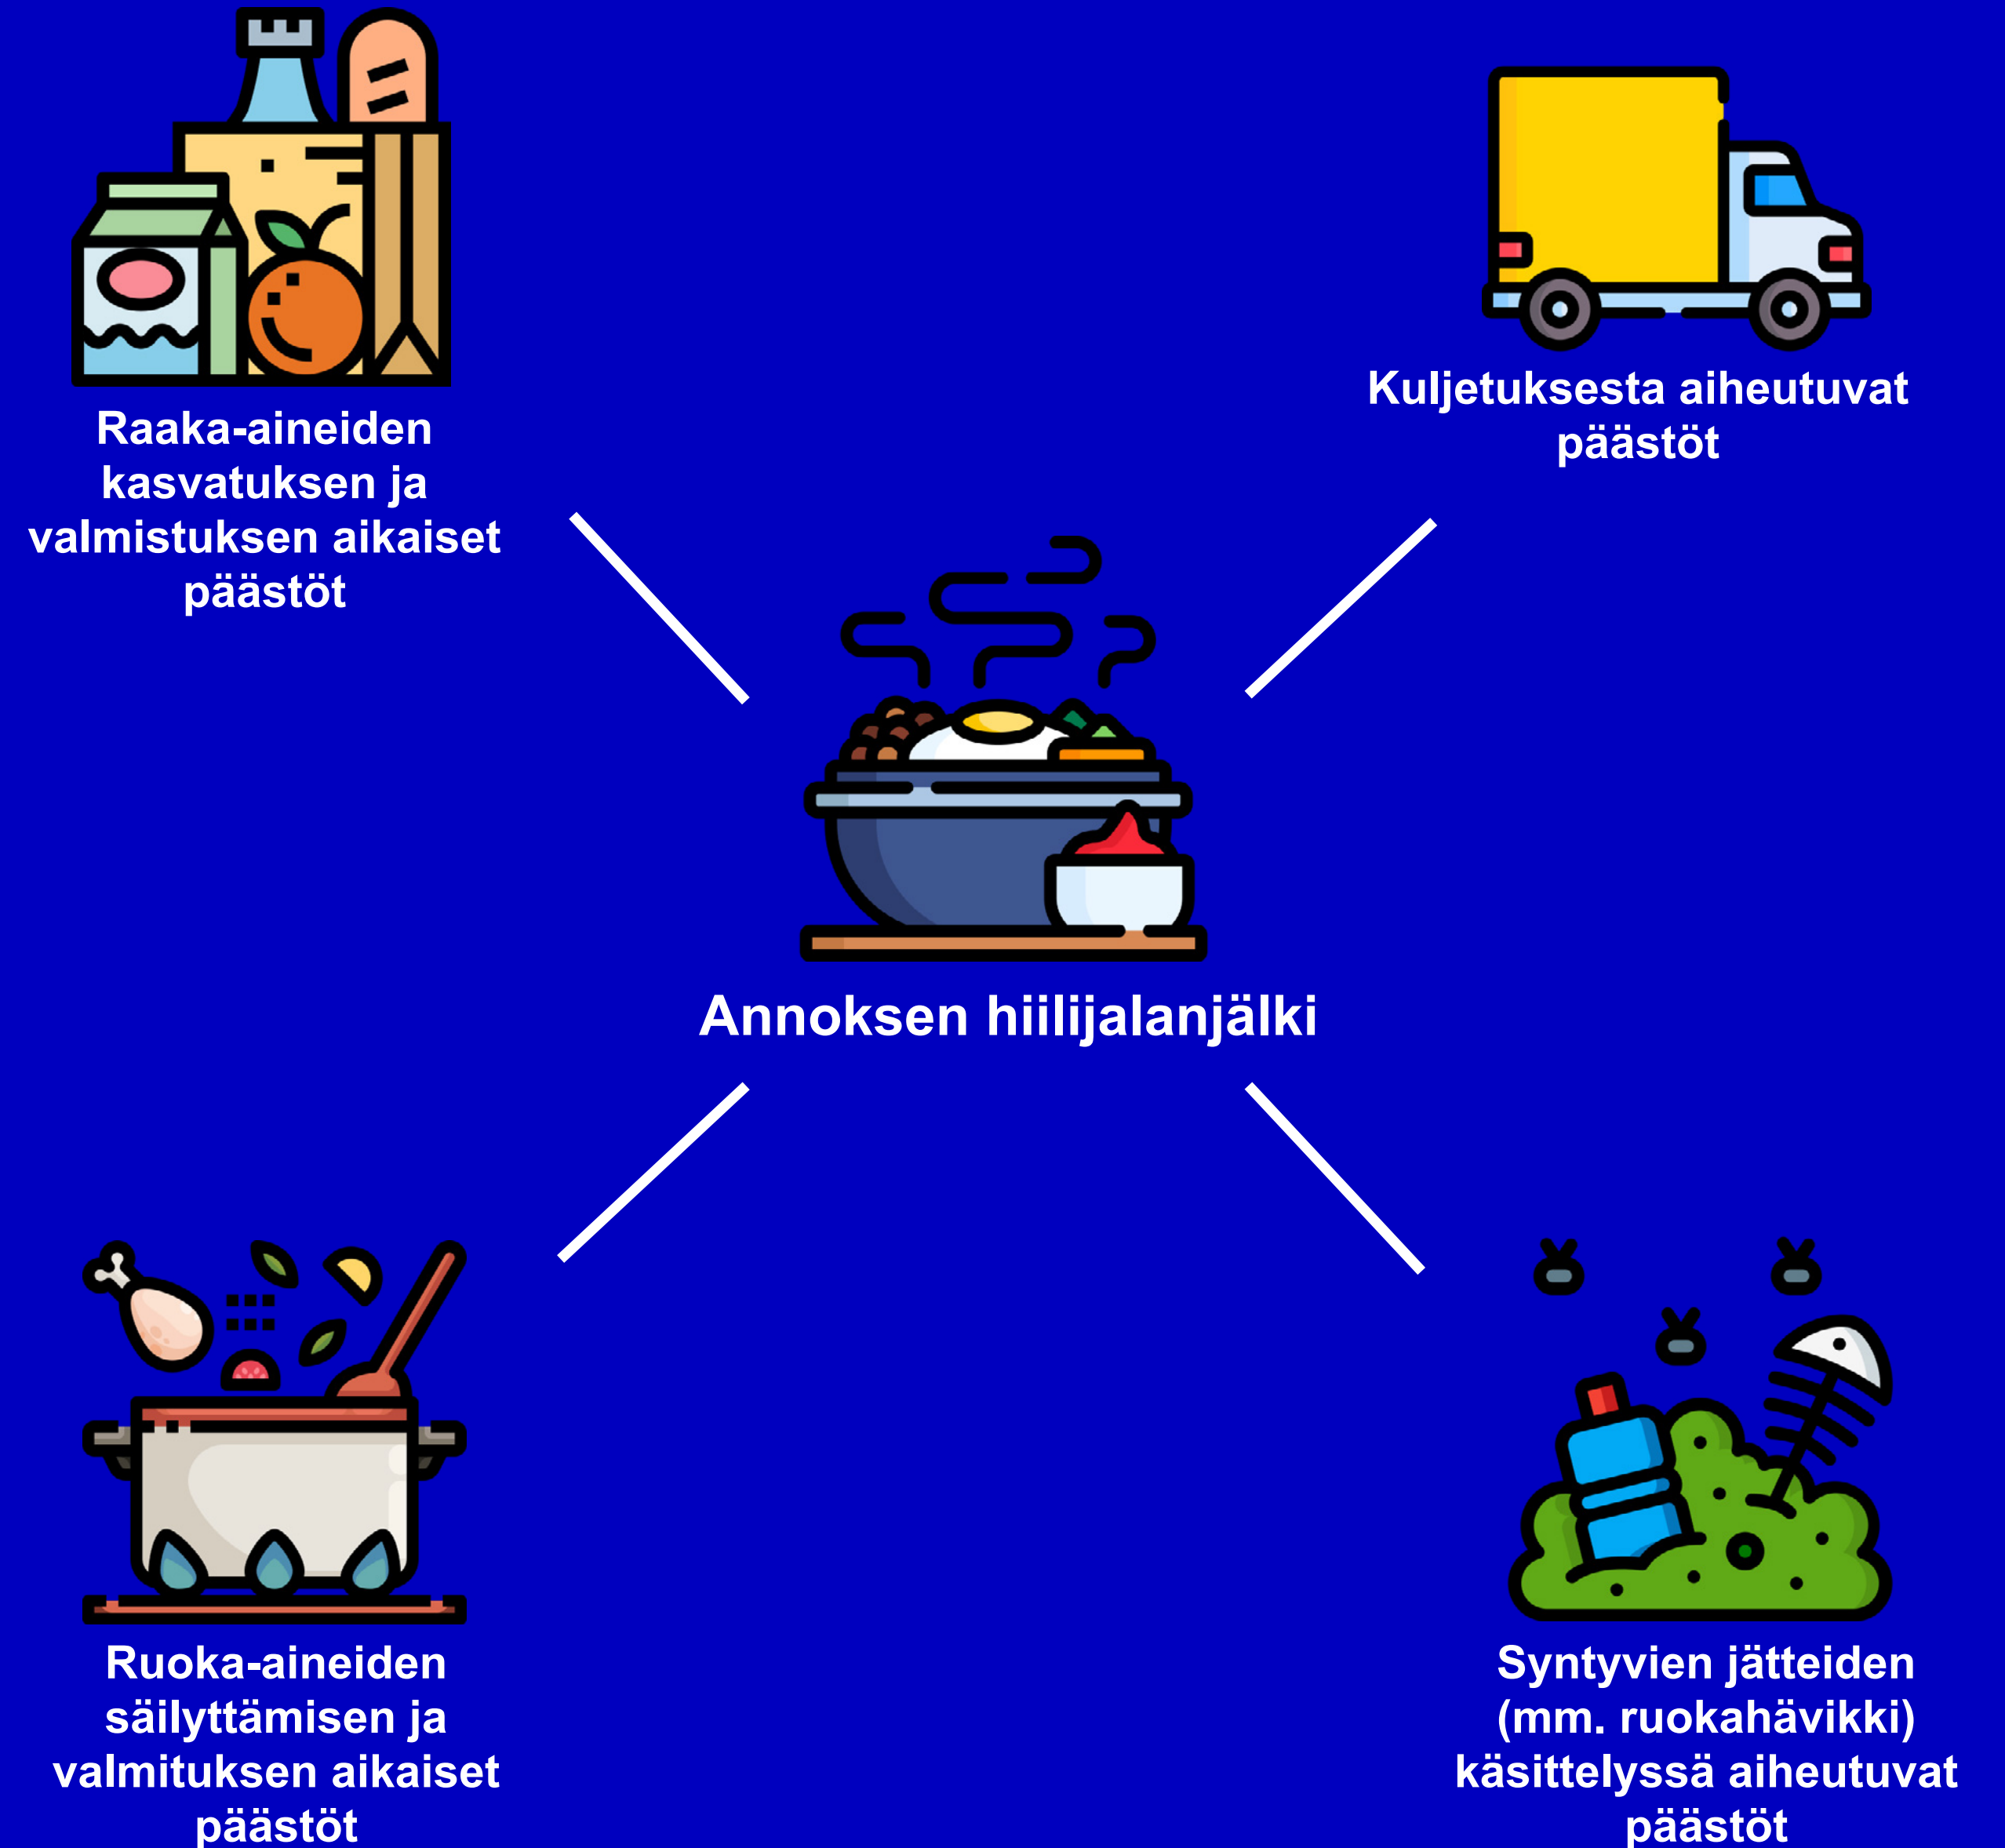 Raaka-aineiden
kasvatuksen ja
valmistuksen aikaiset
päästöt
Kuljetuksesta aiheutuvat
päästöt
Annoksen hiilijalanjälki
Ruoka-aineiden
säilyttämisen ja
valmituksen aikaiset
päästöt
Syntyvien jätteiden
(mm. ruokahävikki)
käsittelyssä aiheutuvat
päästöt